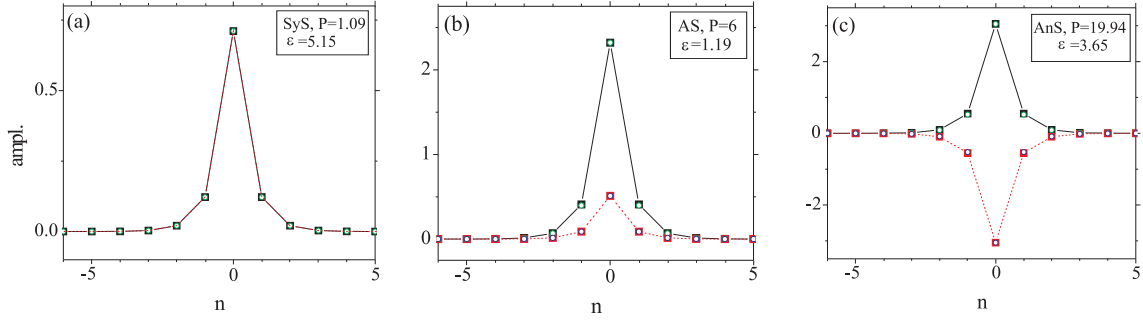 (a)
SyS, P=1.09
ε=5.15
0.5
0.0
ampl.
-5
0
5
n
(b)
AS, P=6
ε=1.19
2
1
0
-5
0
5
n
(c)
AnS, P=19.94
ε=3.65
2
0
-2
-5
0
5
n